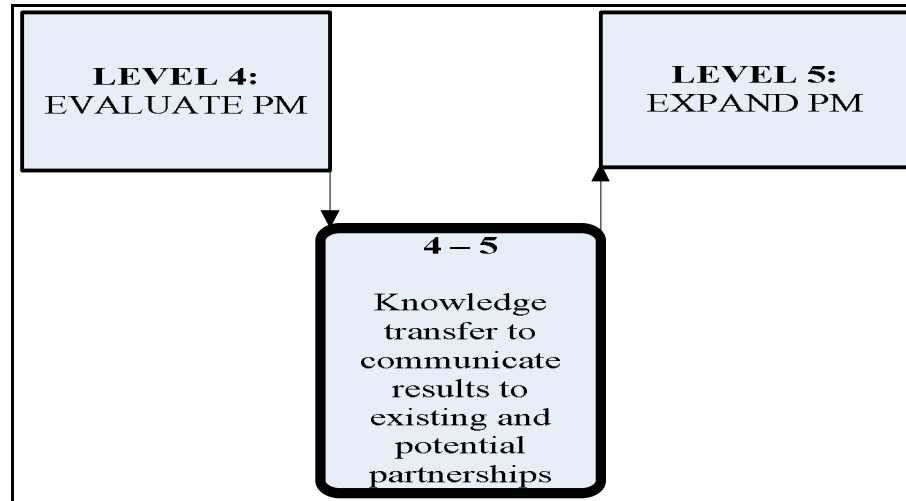 LEVEL 4:
EVALUATE PM
LEVEL 5:
EXPAND PM
4 – 5
Knowledge
transfer to
communicate
results to
existing and
potential
partnerships